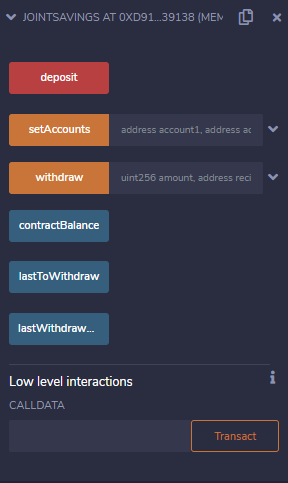 JOINTSAVINGS AT 0XD91...39138 (MEM
deposit
setAccounts address account1, address ac
withdraw uint256 amount, address reci
contractBalance
lastToWithdraw
lastWithdraw...
Low level interactions
CALLDATA
Transact